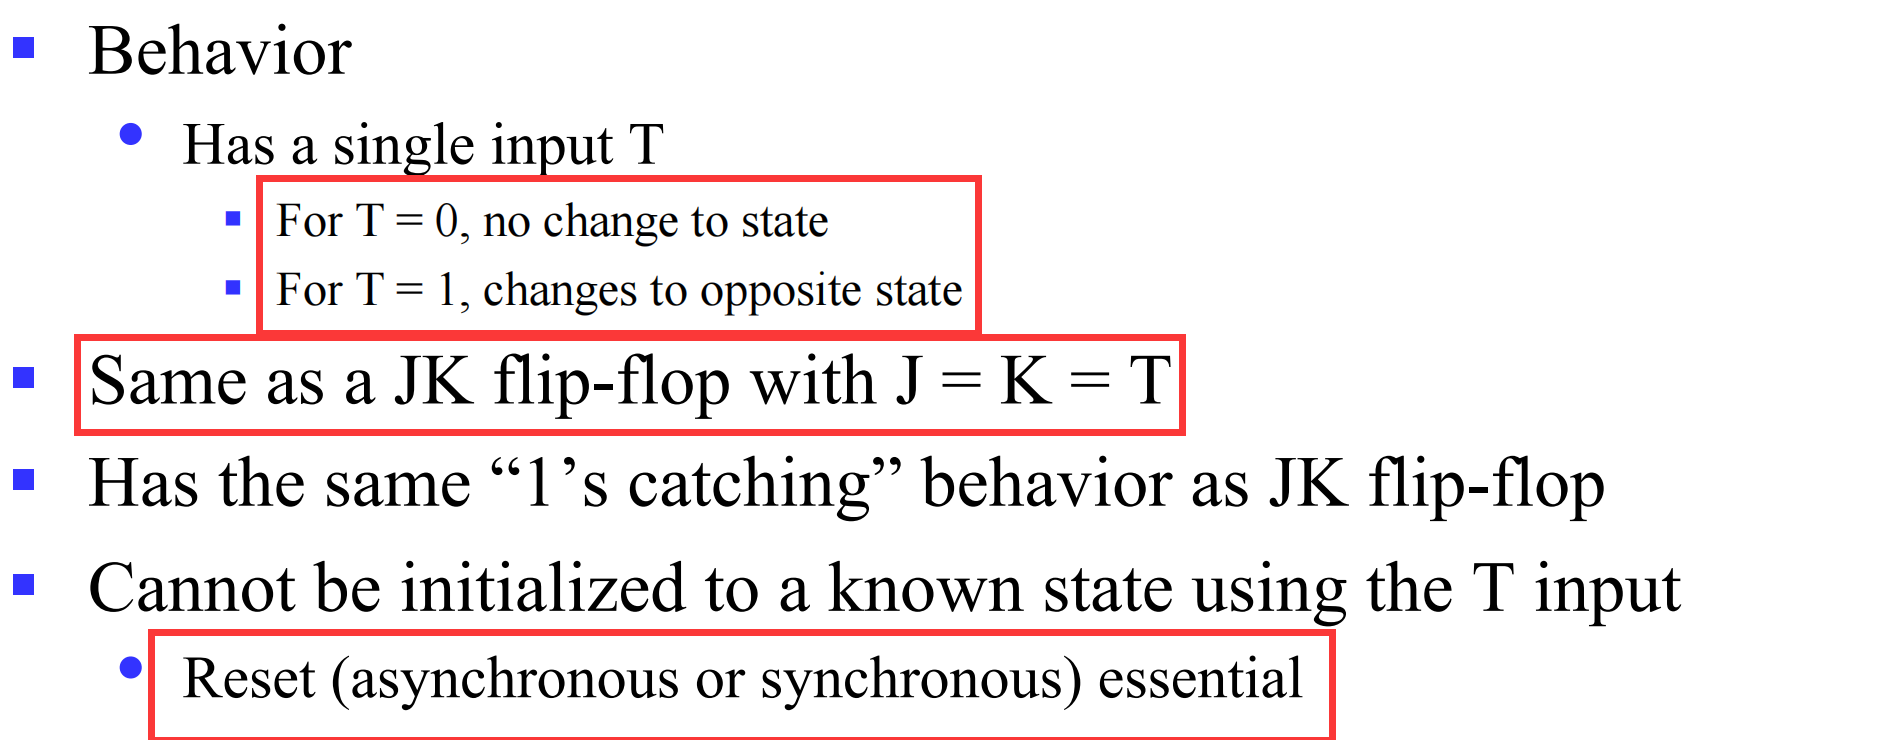 Behavior
Has a single input T
For T = 0, no change to state
For T = 1, changes to opposite state
Same as a JK flip-flop with J = K = T
Has the same “1’s catching” behavior as JK flip-flop
Cannot be initialized to a known state using the T input
Reset (asynchronous or synchronous) essential